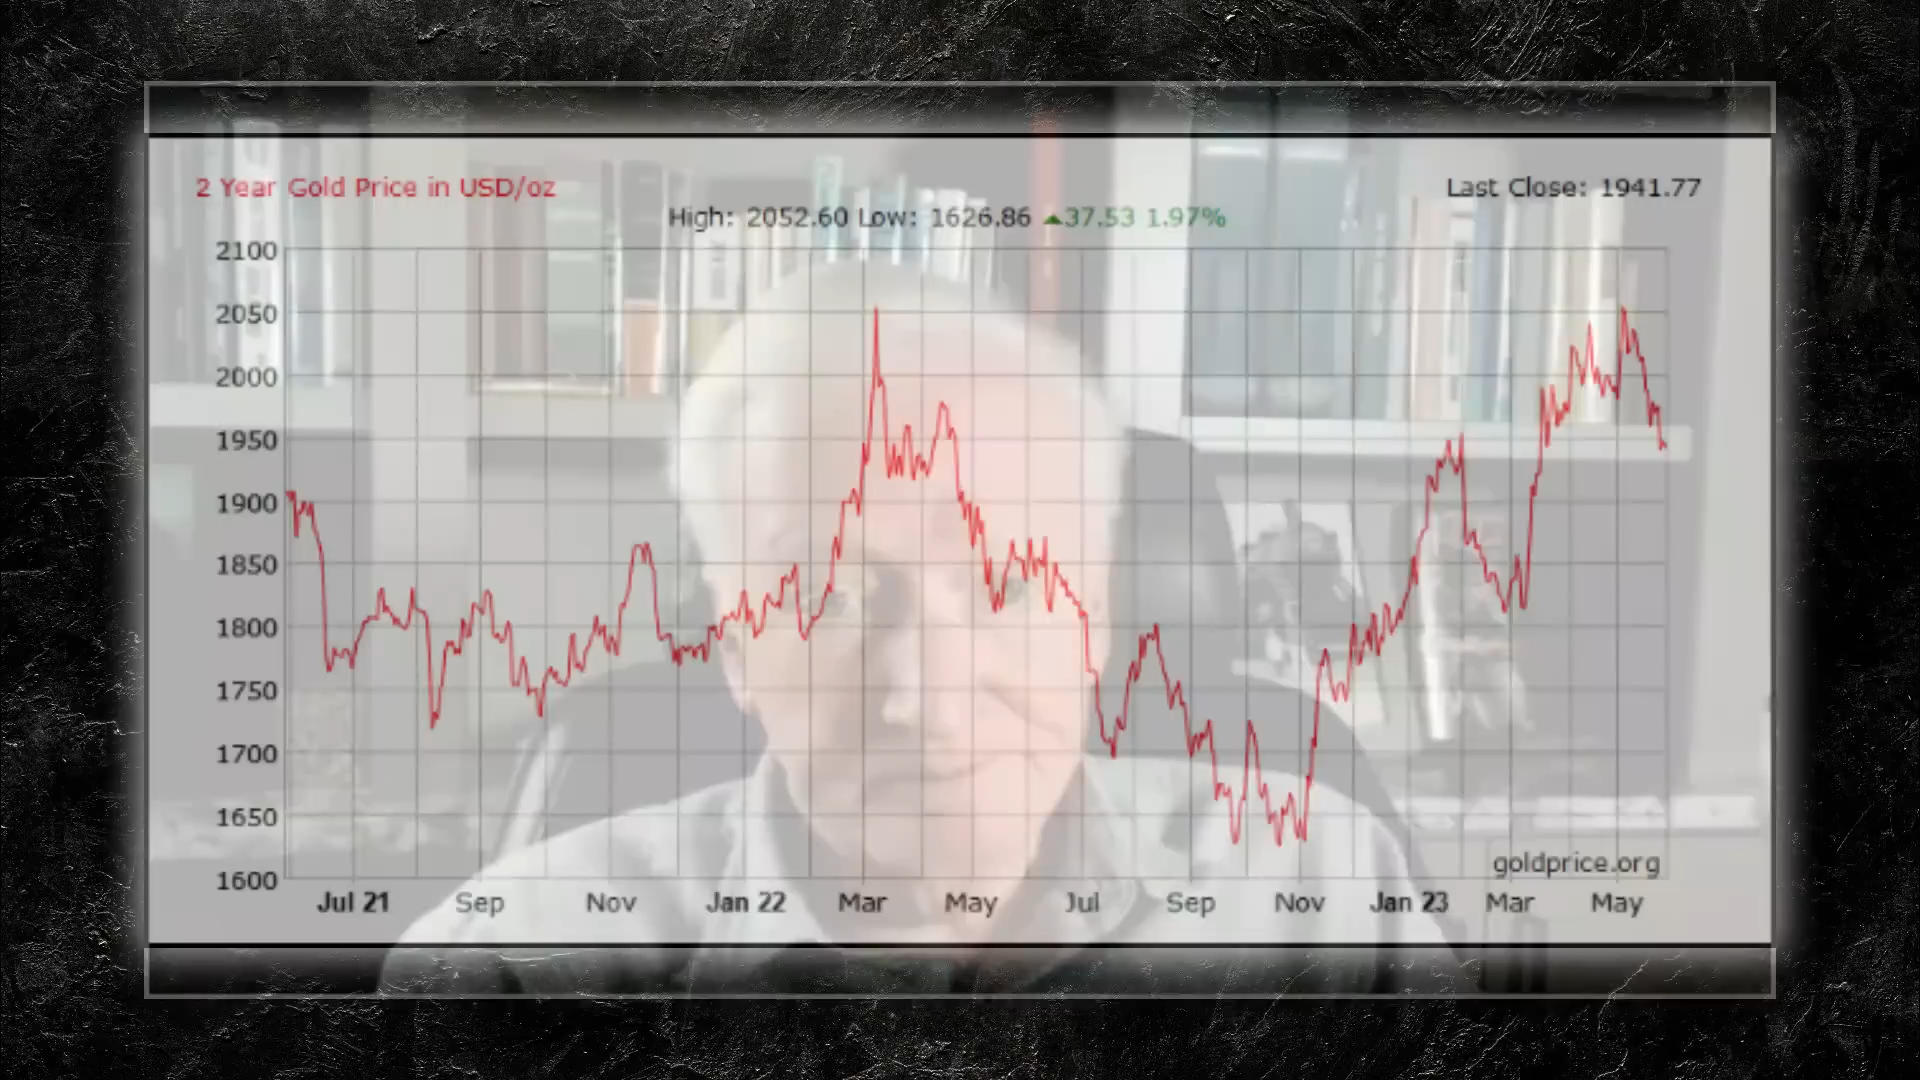 2 Year Gold Price in USD/oz
Last Close: 1941.77
High: 2052.60 Low: 1626.86 ▲37.53 1.97%
2100
2050
2000
1950
1900
1850
1800
1750
1700
1650
1600
goldprice.org
Jul 21 Sep Nov Jan 22 Mar May Jul Sep Nov Jan 23 Mar May